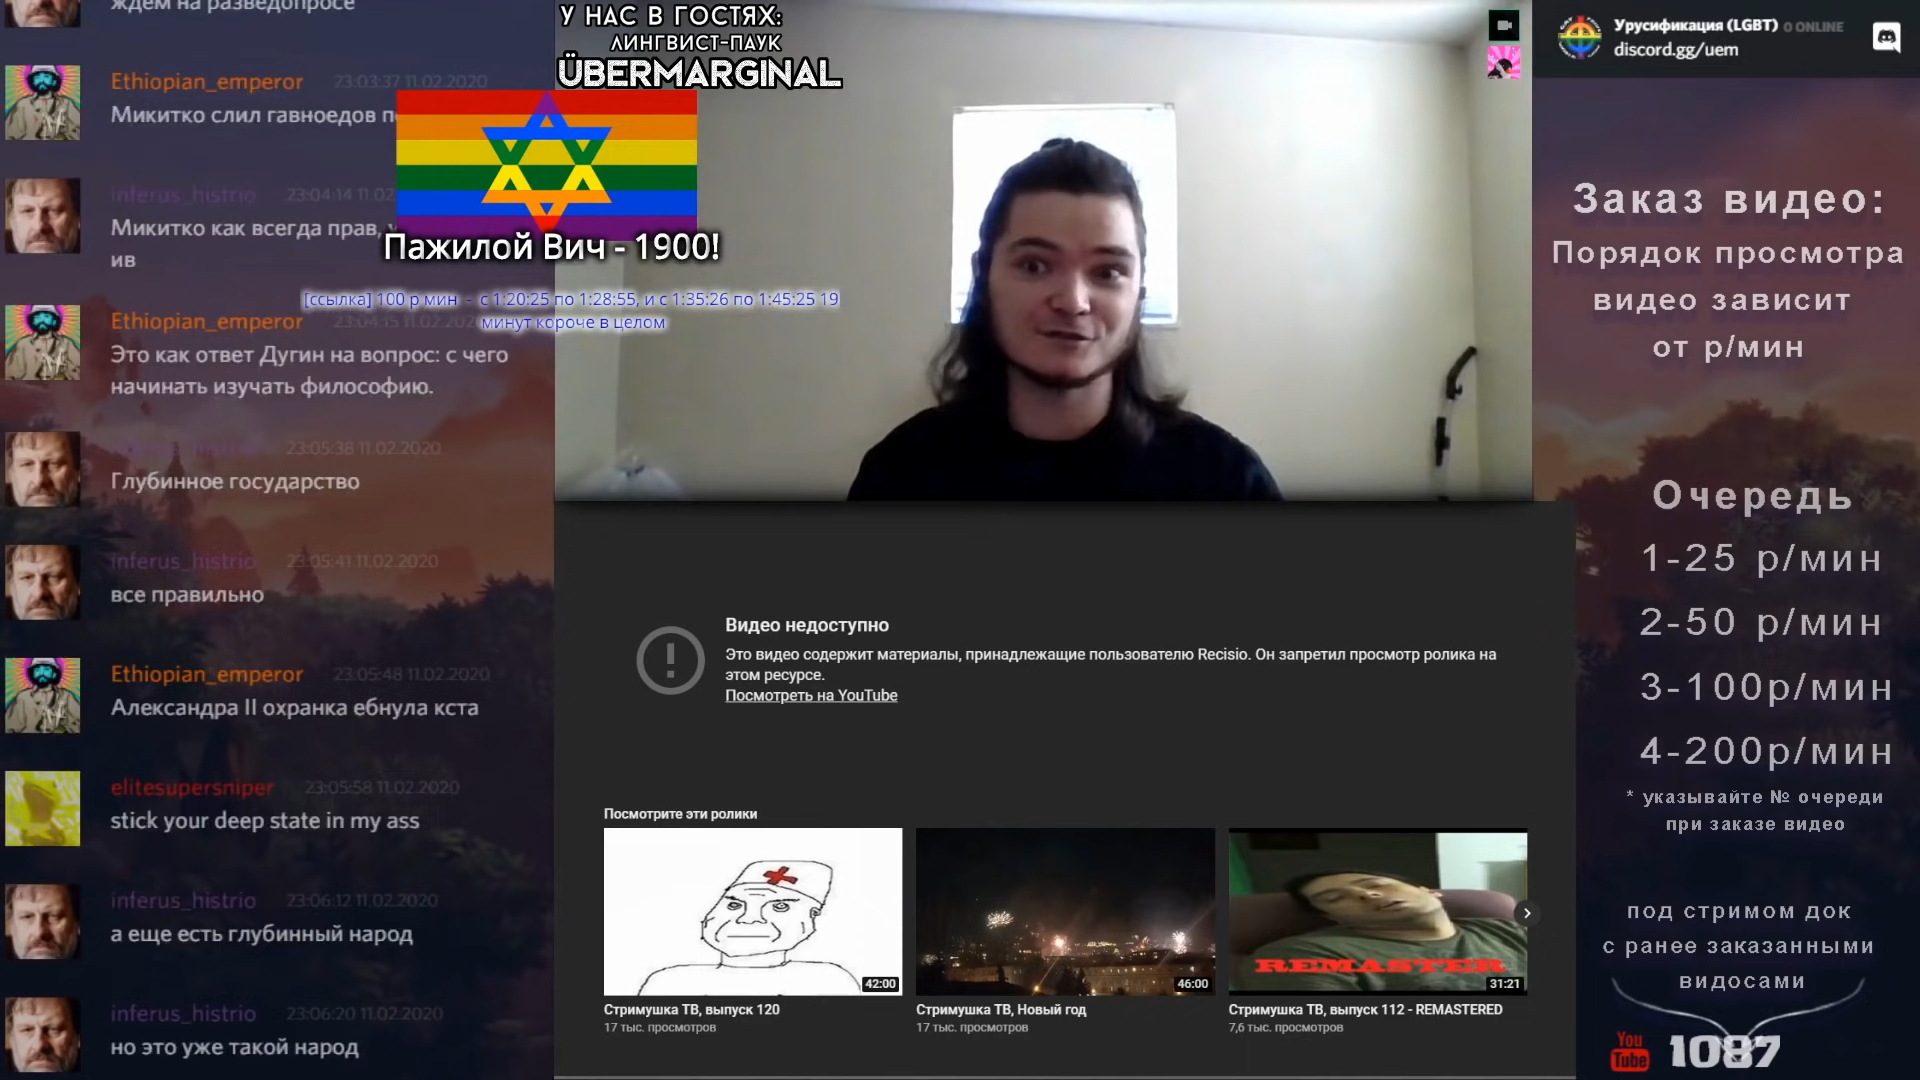 ждем на разведопросе
Ethiopian_emperor 23:03:37 11.02.2020
Микитко слил гавноедов
inferus_histrio 23:04:14 11.02
Микитко как всегда прав,
ив
Ethiopian_emperor 23:04:15 11.02.202
Это как ответ Дугин на вопрос: с чего
начинать изучать философию.
23:05:38 11.02.2020
Глубинное государство
inferus_histrio 23:05:41 11.02.2020
все правильно
Ethiopian_emperor 23:05:48 11.02.2020
Александра II охранка ебнула кста
elitesupersniper 23:05:58 11.02.2020
stick your deep state in my ass
inferus_histrio 23:06:12 11.02.2020
а еще есть глубинный народ
inferus_histrio 23:06:20 11.02.2020
но это уже такой народ
У НАС В ГОСТЯХ:
ЛИНГВИСТ-ПАУК
ÜBERMARGINAL
Пажилой Вич - 1900!
[ссылка] 100 р мин - с 1:20:25 по 1:28:55, и с 1:35:26 по 1:45:25 19
минут короче в целом
Видео недоступно
Это видео содержит материалы, принадлежащие пользователю Recisio. Он запретил просмотр ролика на
этом ресурсе.
Посмотреть на YouTube
Посмотрите эти ролики
42:00
Стримушка ТВ, выпуск 120
17 тыс. просмотров
46:00
Стримушка ТВ, Новый год
17 тыс. просмотров
REMASTER
31:21
Стримушка ТВ, выпуск 112 - REMASTERED
7,6 тыс. просмотров
Урусификация (LGBT) 0 ONLINE
discord.gg/uem
Заказ видео:
Порядок просмотра
видео зависит
от р/мин
Очередь
1-25 р/мин
2-50 р/мин
3-100р/мин
4-200р/мин
* указывайте № очереди
при заказе видео
под стримом док
с ранее заказанными
видосами
You
Tube
1087